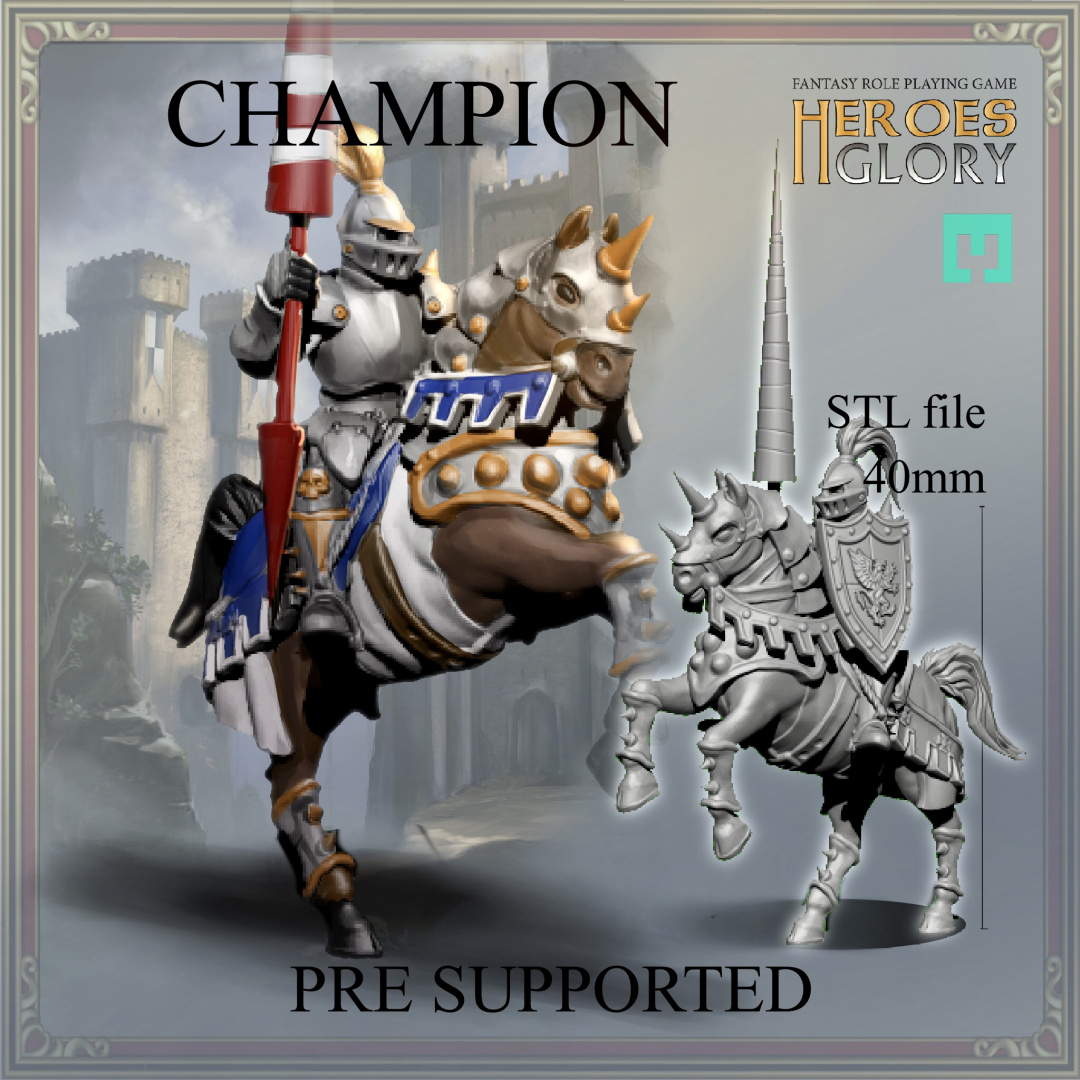 CHAMPION
FANTASY ROLE PLAYING GAME
HEROES
GLORY
STL file
40mm
PRE SUPPORTED